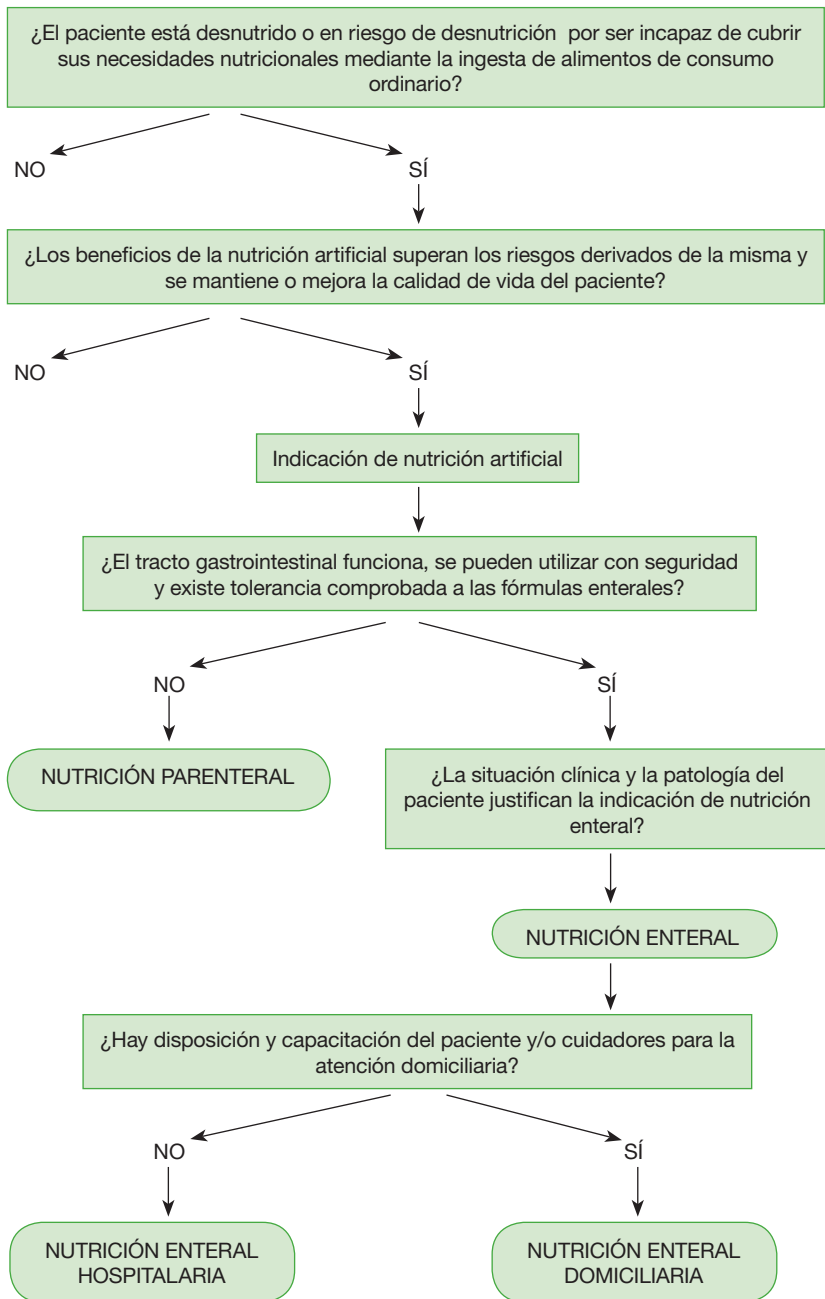 ¿El paciente está desnutrido o en riesgo de desnutrición por ser incapaz de cubrir
sus necesidades nutricionales mediante la ingesta de alimentos de consumo
ordinario?
NO
SÍ
¿Los beneficios de la nutrición artificial superan los riesgos derivados de la misma y
se mantiene o mejora la calidad de vida del paciente?
NO
SÍ
Indicación de nutrición artificial
¿El tracto gastrointestinal funciona, se pueden utilizar con seguridad
y existe tolerancia comprobada a las fórmulas enterales?
NO
SÍ
NUTRICIÓN PARENTERAL
¿La situación clínica y la patología del
paciente justifican la indicación de nutrición
enteral?
NUTRICIÓN ENTERAL
¿Hay disposición y capacitación del paciente y/o cuidadores para la
atención domiciliaria?
NO
SÍ
NUTRICIÓN ENTERAL
HOSPITALARIA
NUTRICIÓN ENTERAL
DOMICILIARIA